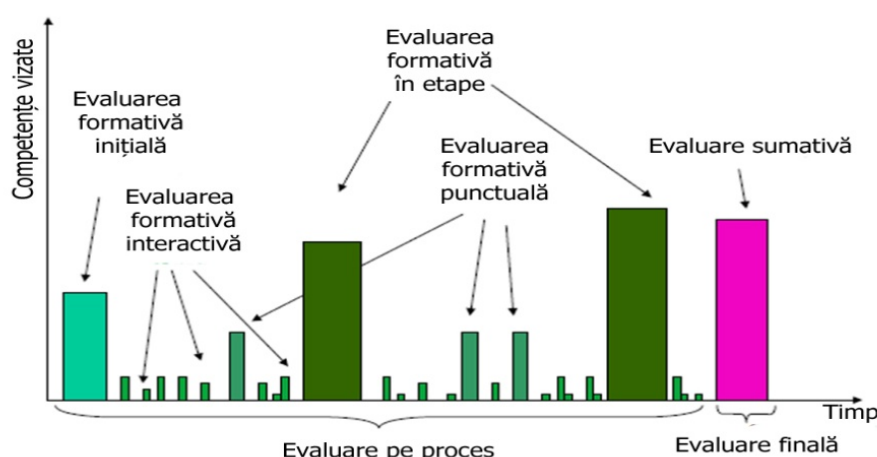 Competențe vizate
Evaluarea
formativă
inițială
Evaluarea
formativă
interactivă
Evaluarea
formativă
în etape
Evaluarea
formativă
punctuală
Evaluare sumativă
Timp
Evaluare pe proces
Evaluare finală